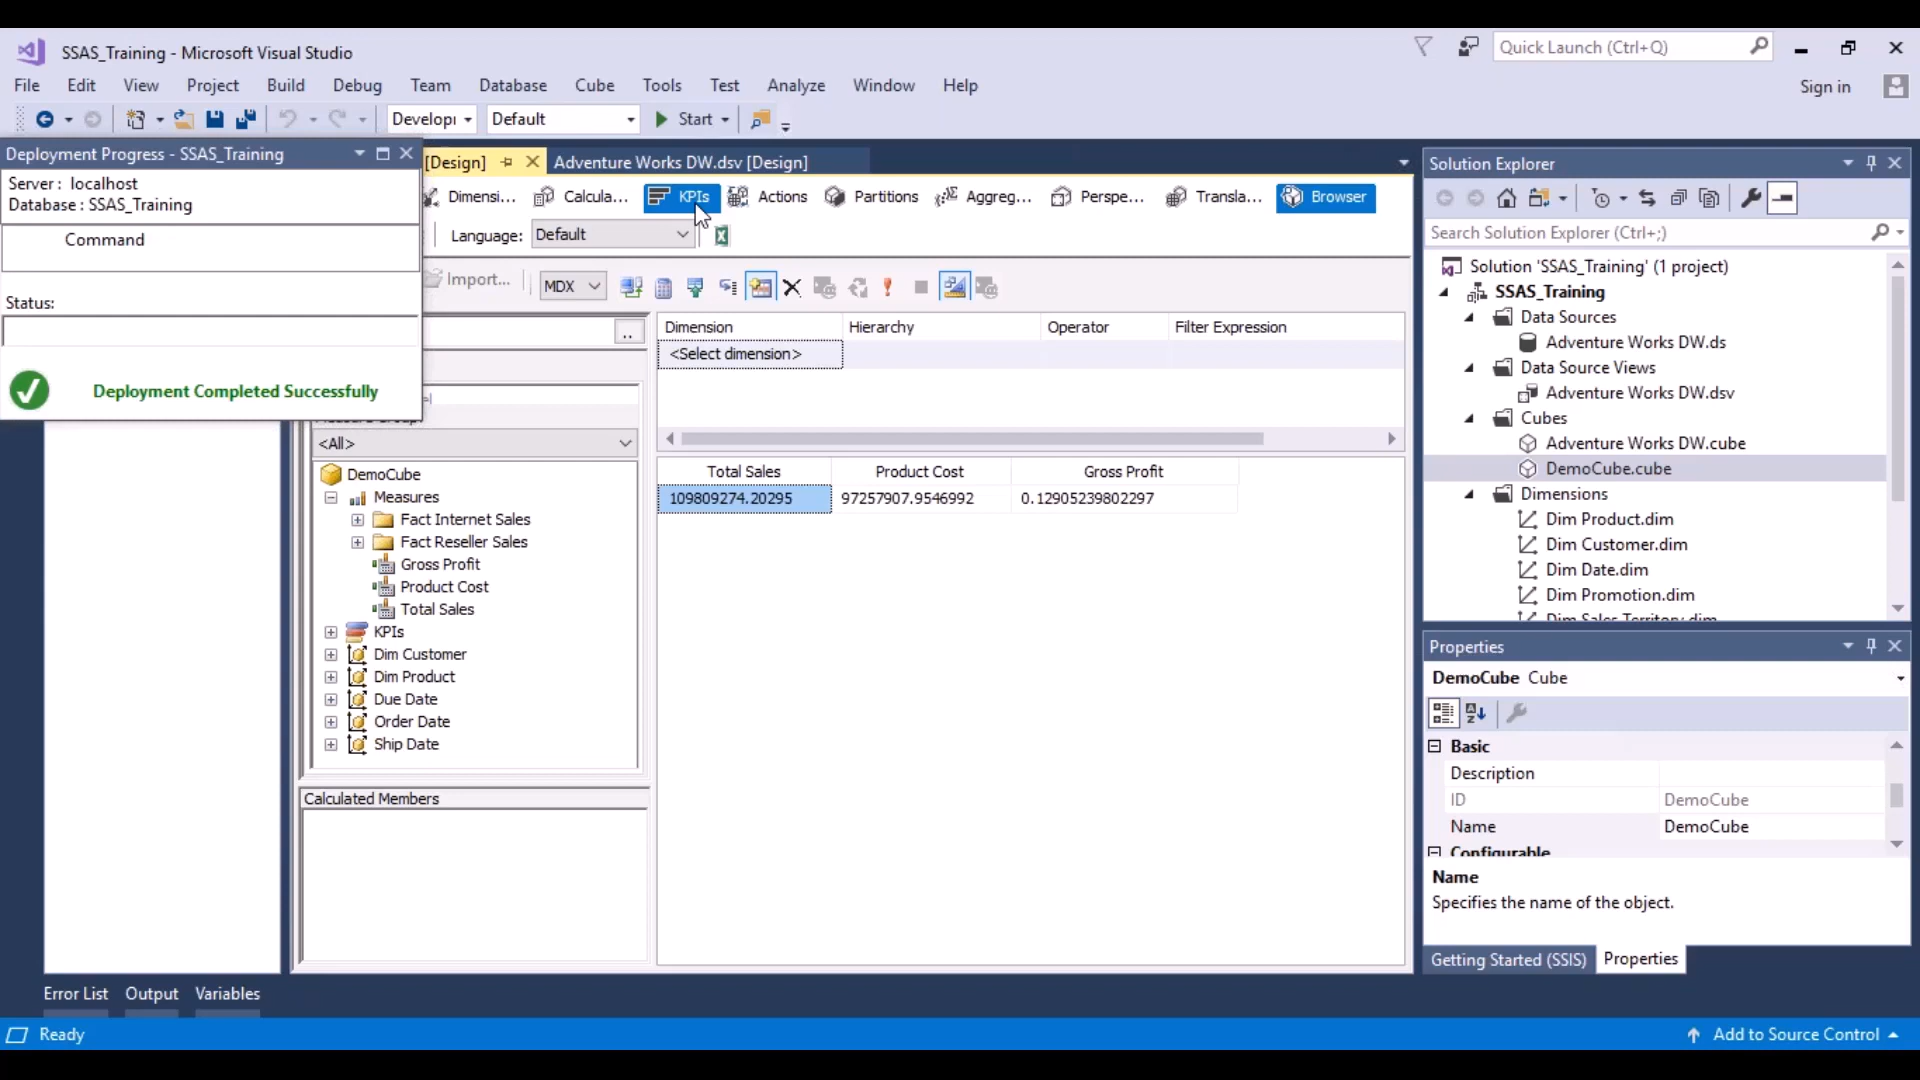 SSAS_Training - Microsoft Visual Studio
Quick Launch (Ctrl+Q)
File Edit View Project Build Debug Team Database Cube Tools Test Analyze Window Help
Sign in
Default
Start
Deployment Progress - SSAS_Training
Server : localhost
Database : SSAS_Training
Command
Status:
Deployment Completed Successfully
[Design]
Adventure Works DW.dsv [Design]
Dimensi... Calcula... KPIs Actions Partitions Aggreg... Perspe... Transla... Browser
Language: Default
Import... MDX
Dimension Hierarchy Operator Filter Expression
<Select dimension>
<All>
DemoCube
Measures
Fact Internet Sales
Fact Reseller Sales
Gross Profit
Product Cost
Total Sales
KPIs
Dim Customer
Dim Product
Due Date
Order Date
Ship Date
Calculated Members
Total Sales Product Cost Gross Profit
109809274.20295 97257907.9546992 0.12905239802297
Solution Explorer
Search Solution Explorer (Ctrl+;)
Solution 'SSAS_Training' (1 project)
SSAS_Training
Data Sources
Adventure Works DW.ds
Data Source Views
Adventure Works DW.dsv
Cubes
Adventure Works DW.cube
DemoCube.cube
Dimensions
Dim Product.dim
Dim Customer.dim
Dim Date.dim
Dim Promotion.dim
Dim Sales Territory.dim
Properties
DemoCube Cube
Basic
Description
ID DemoCube
Name DemoCube
Configurable
Name
Specifies the name of the object.
Getting Started (SSIS) Properties
Error List Output Variables
Ready
Add to Source Control